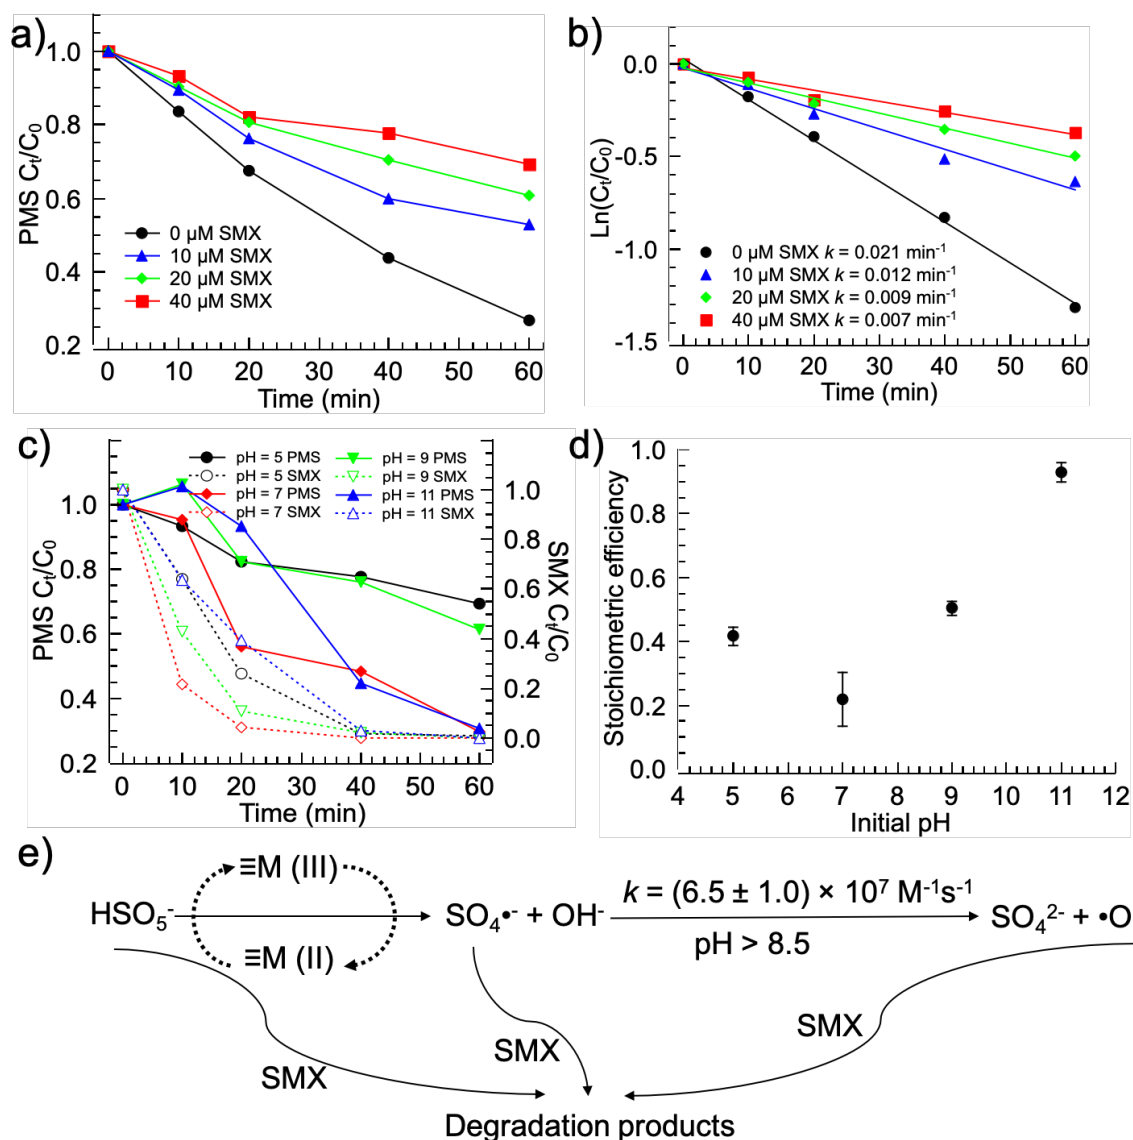 a)
PMS Cₜ/C₀
1.0
0.8
0.6
0.4
0.2
0 µM SMX
10 µM SMX
20 µM SMX
40 µM SMX
0 10 20 30 40 50 60
Time (min)
b)
Ln(Cₜ/C₀)
0.0
-0.5
-1.0
-1.5
0 µM SMX k = 0.021 min⁻¹
10 µM SMX k = 0.012 min⁻¹
20 µM SMX k = 0.009 min⁻¹
40 µM SMX k = 0.007 min⁻¹
0 10 20 30 40 50 60
Time (min)
c)
PMS Cₜ/C₀
1.0
0.8
0.6
0.4
0.2
pH = 5 PMS
pH = 5 SMX
pH = 7 PMS
pH = 7 SMX
pH = 9 PMS
pH = 9 SMX
pH = 11 PMS
pH = 11 SMX
1.0
0.8
0.6
0.4
0.2
0.0
SMX Cₜ/C₀
0 10 20 30 40 50 60
Time (min)
d)
Stoichiometric efficiency
1.0
0.8
0.6
0.4
0.2
0.0
4 5 6 7 8 9 10 11 12
Initial pH
e)
≡M (III)
HSO₅⁻
SO₄•⁻ + OH⁻
k = (6.5 ± 1.0) × 10⁷ M⁻¹s⁻¹
pH > 8.5
SO₄²⁻ + •O
≡M (II)
SMX
SMX
SMX
Degradation products